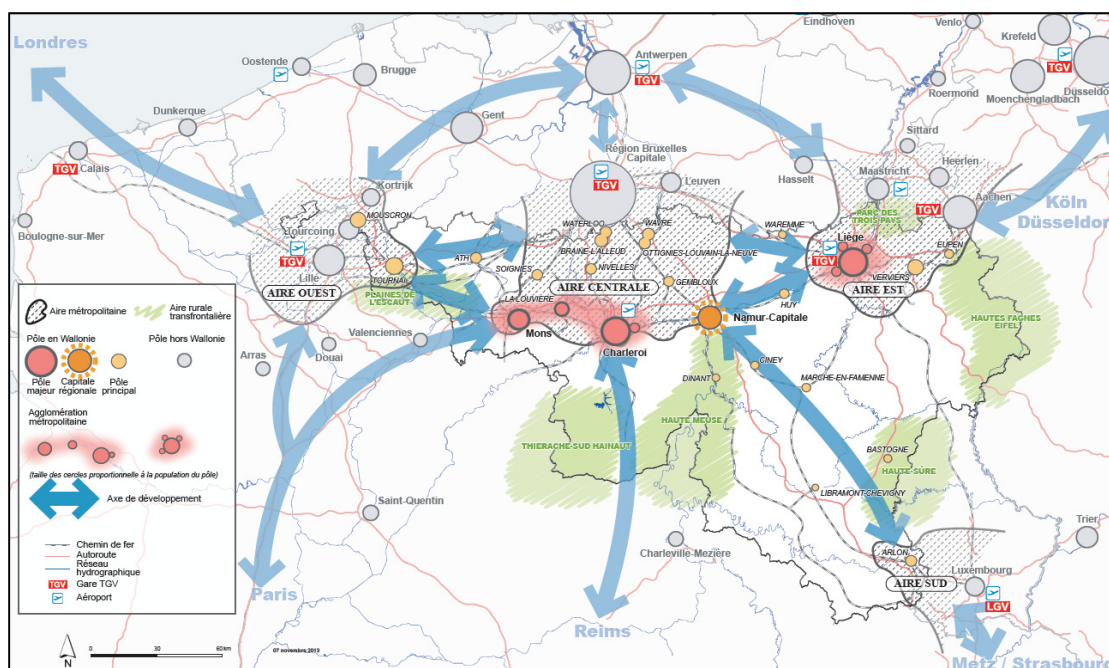 Londres
Oostende
Brugge
Dunkerque
TGV
Calais
Boulogne-sur-Mer
Gent
Antwerpen
TGV
Eindhoven
Venlo
Krefeld
TGV
Düsseldorf
Moenchengladbach
Roermond
Sittard
Heerlen
Maastricht
Hasselt
Aachen
TGV
Köln
Düsseldorf
Région Bruxelles
Capitale
TGV
Leuven
Kortrijk
MOUSCRON
Tourcoing
TGV
Lille
TOURNAI
AIRE OUEST
PLAINES DE
L'ESCAUT
ATH
SOIGNIES
WATERLOO
WAVRE
BRAINE-L'ALLEUD
OTTIGNIES-LOUVAIN-LA-NEUVE
NIVELLES
AIRE CENTRALE
GEMBLOUX
LA LOUVIÈRE
Mons
Charleroi
Namur-Capitale
WAREMME
HUY
PARC DES
TROIS PAYS
Liège
TGV
EUPEN
VERVIERS
AIRE EST
HAUTES FAGNES
EIFEL
CINEY
DINANT
MARCHE-EN-FAMENNE
HAUTE MEUSE
THIERACHE-SUD HAINAUT
BASTOGNE
HAUTE-SÛRE
LIBRAMONT-CHEVIGNY
ARLON
AIRE SUD
Luxembourg
LGV
Trier
Metz / Strasbourg
Valenciennes
Douai
Arras
Saint-Quentin
Charleville-Mezière
Paris
Reims
Aire métropolitaine
Aire rurale
transfrontalière
Pôle en Wallonie
Pôle hors Wallonie
Pôle
majeur
Capitale
régionale
Pôle
principal
Agglomération
métropolitaine
(taille des cercles proportionnelle à la population du pôle)
Axe de développement
Chemin de fer
Autoroute
Réseau
hydrographique
TGV Gare TGV
Aéroport
N
0 30 60 km
07 novembre 2013